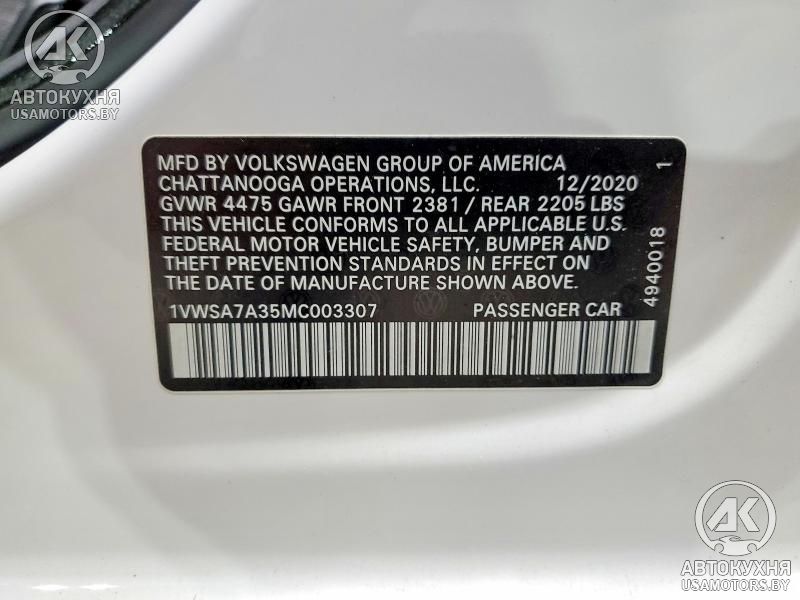 AK
АВТОКУХНЯ
USAMOTORS.BY
MFD BY VOLKSWAGEN GROUP OF AMERICA
CHATTANOOGA OPERATIONS, LLC. 12/2020
GVWR 4475 GAWR FRONT 2381 / REAR 2205 LBS
THIS VEHICLE CONFORMS TO ALL APPLICABLE U.S.
FEDERAL MOTOR VEHICLE SAFETY, BUMPER AND
THEFT PREVENTION STANDARDS IN EFFECT ON
THE DATE OF MANUFACTURE SHOWN ABOVE.
1VWSA7A35MC003307 PASSENGER CAR
4940018 1
AK
АВТОКУХНЯ
USAMOTORS.BY